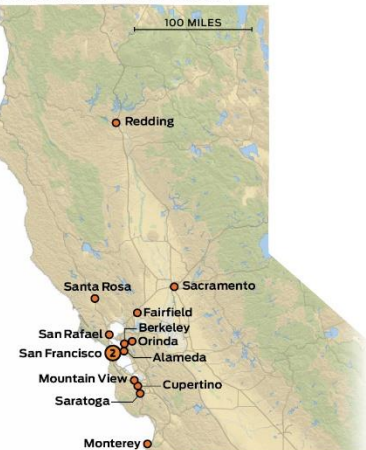 100 MILES
Redding
Santa Rosa
Sacramento
Fairfield
Berkeley
San Rafael
Orinda
San Francisco 2
Alameda
Mountain View
Cupertino
Saratoga
Monterey